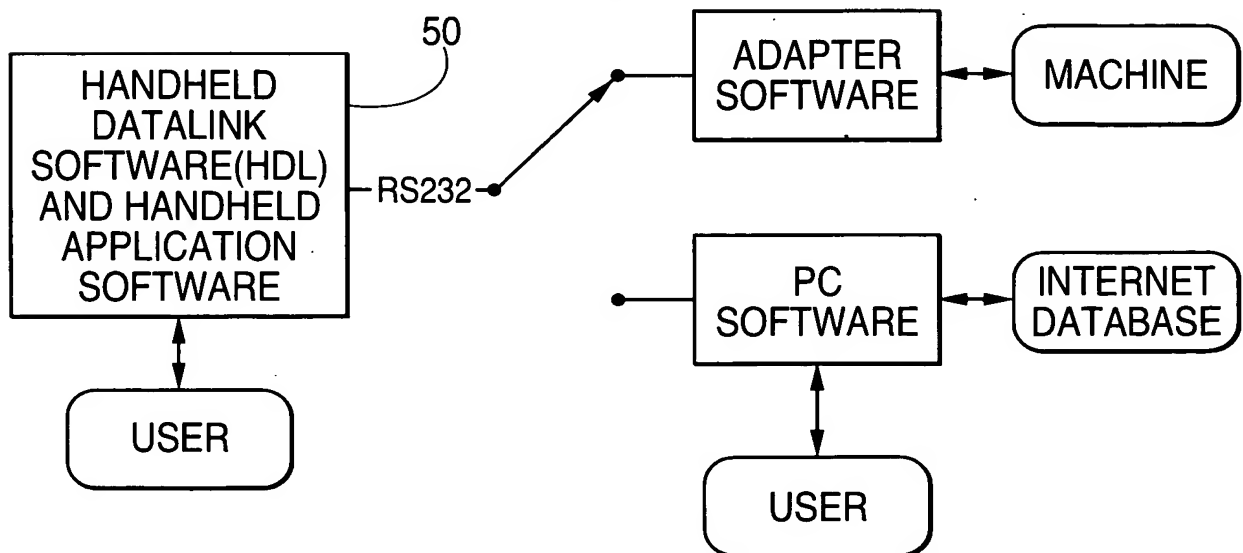 50
HANDHELD
DATALINK
SOFTWARE(HDL)
AND HANDHELD
APPLICATION
SOFTWARE
RS232
ADAPTER
SOFTWARE
MACHINE
PC
SOFTWARE
INTERNET
DATABASE
USER
USER